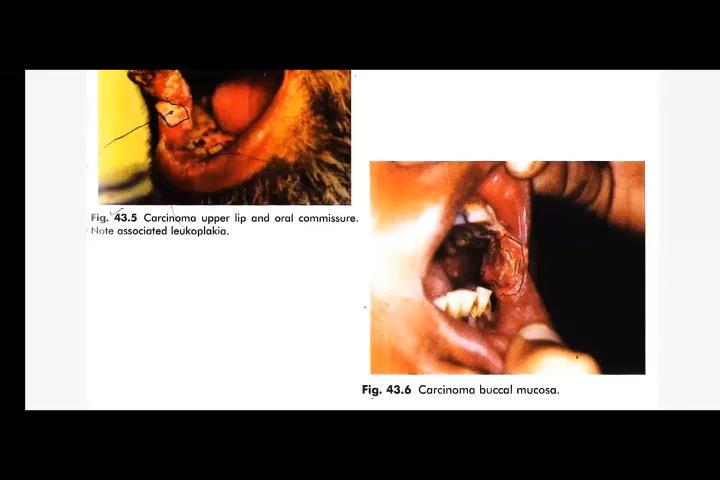 Fig. 43.5 Carcinoma upper lip and oral commissure.
Note associated leukoplakia.
Fig. 43.6 Carcinoma buccal mucosa.